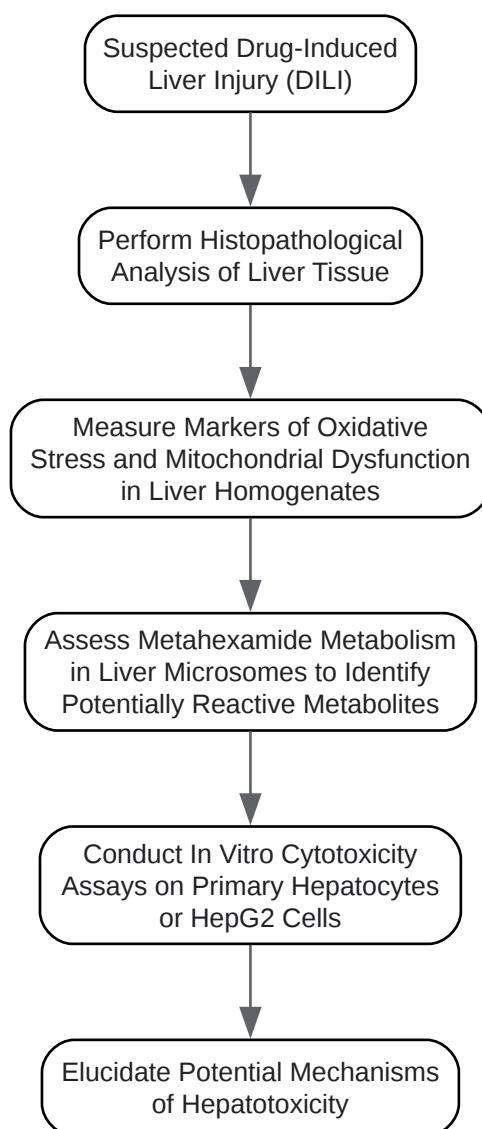 Suspected Drug-Induced
Liver Injury (DILI)
Perform Histopathological
Analysis of Liver Tissue
Measure Markers of Oxidative
Stress and Mitochondrial Dysfunction
in Liver Homogenates
Assess Metahexamide Metabolism
in Liver Microsomes to Identify
Potentially Reactive Metabolites
Conduct In Vitro Cytotoxicity
Assays on Primary Hepatocytes
or HepG2 Cells
Elucidate Potential Mechanisms
of Hepatotoxicity